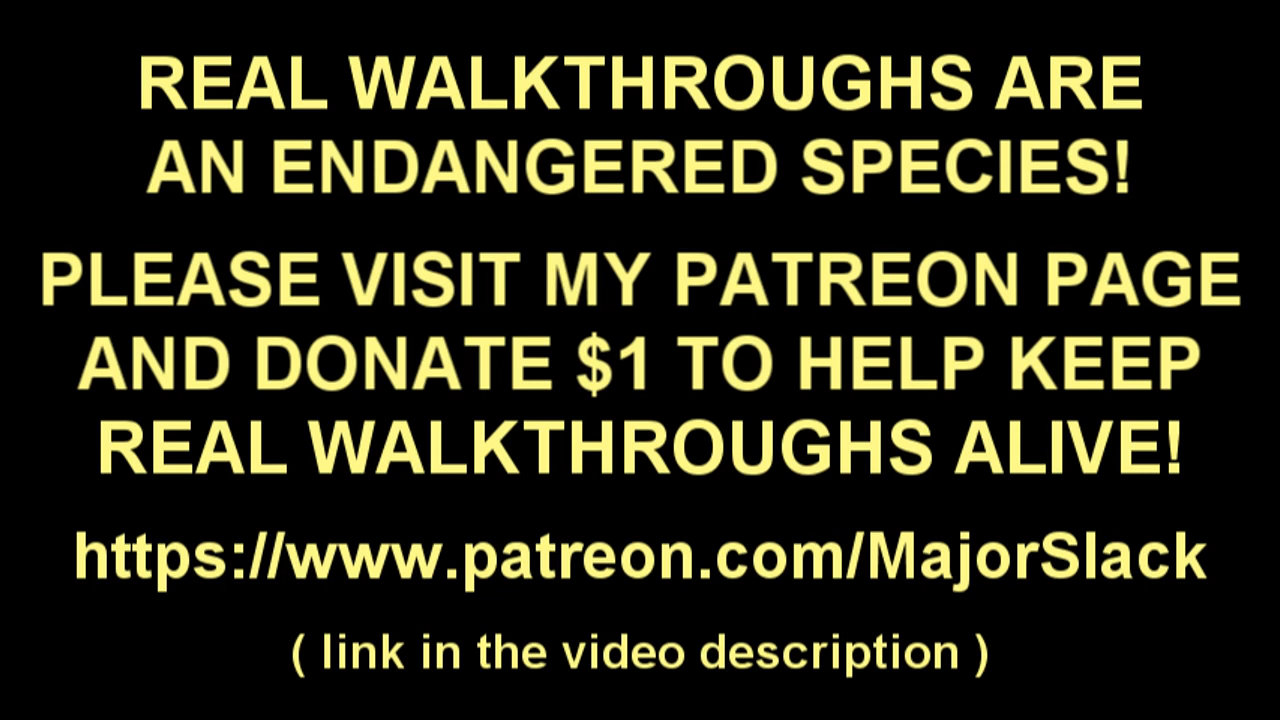 REAL WALKTHROUGHS ARE
AN ENDANGERED SPECIES!
PLEASE VISIT MY PATREON PAGE
AND DONATE $1 TO HELP KEEP
REAL WALKTHROUGHS ALIVE!
https://www.patreon.com/MajorSlack
( link in the video description )